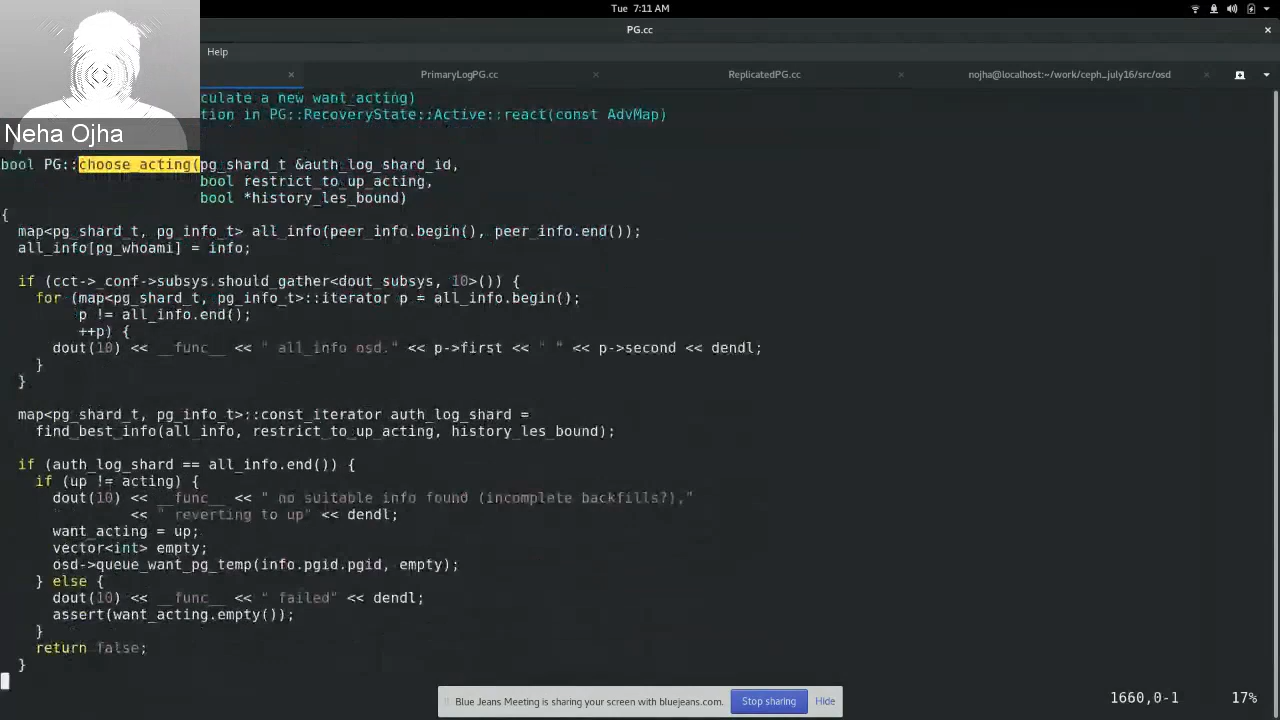 Tue 7:11 AM
PG.cc
Help
PrimaryLogPG.cc
ReplicatedPG.cc
nojha@localhost:~/work/ceph_july16/src/osd
Neha Ojha
culate a new want_acting)
tion in PG::RecoveryState::Active::react(const AdvMap)
bool PG::choose_acting(pg_shard_t &auth_log_shard_id,
bool restrict_to_up_acting,
bool *history_les_bound)
{
map<pg_shard_t, pg_info_t> all_info(peer_info.begin(), peer_info.end());
all_info[pg_whoami] = info;
if (cct->_conf->subsys.should_gather<dout_subsys, 10>()) {
for (map<pg_shard_t, pg_info_t>::iterator p = all_info.begin();
p != all_info.end();
++p) {
dout(10) << __func__ << " all_info osd." << p->first << " " << p->second << dendl;
}
}
map<pg_shard_t, pg_info_t>::const_iterator auth_log_shard =
find_best_info(all_info, restrict_to_up_acting, history_les_bound);
if (auth_log_shard == all_info.end()) {
if (up != acting) {
dout(10) << __func__ << " no suitable info found (incomplete backfills?),"
<< " reverting to up" << dendl;
want_acting = up;
vector<int> empty;
osd->queue_want_pg_temp(info.pgid.pgid, empty);
} else {
dout(10) << __func__ << " failed" << dendl;
assert(want_acting.empty());
}
return false;
}
Blue Jeans Meeting is sharing your screen with bluejeans.com.
Stop sharing
Hide
1660,0-1
17%